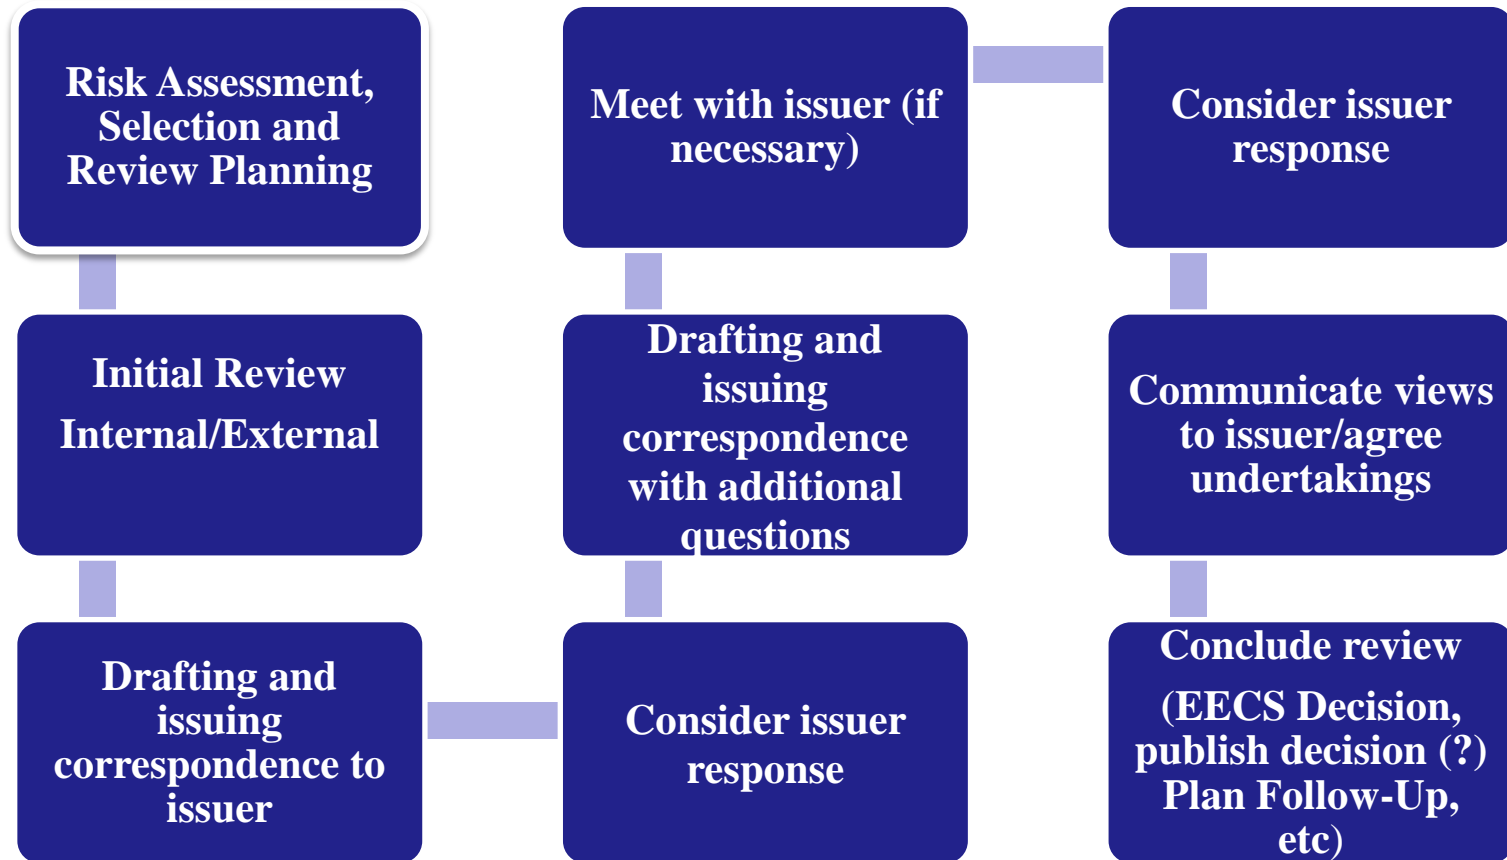 Risk Assessment,
Selection and
Review Planning
Initial Review
Internal/External
Drafting and
issuing
correspondence to
issuer
Consider issuer
response
Drafting and
issuing
correspondence
with additional
questions
Meet with issuer (if
necessary)
Consider issuer
response
Communicate views
to issuer/agree
undertakings
Conclude review
(EECS Decision,
publish decision (?)
Plan Follow-Up,
etc)